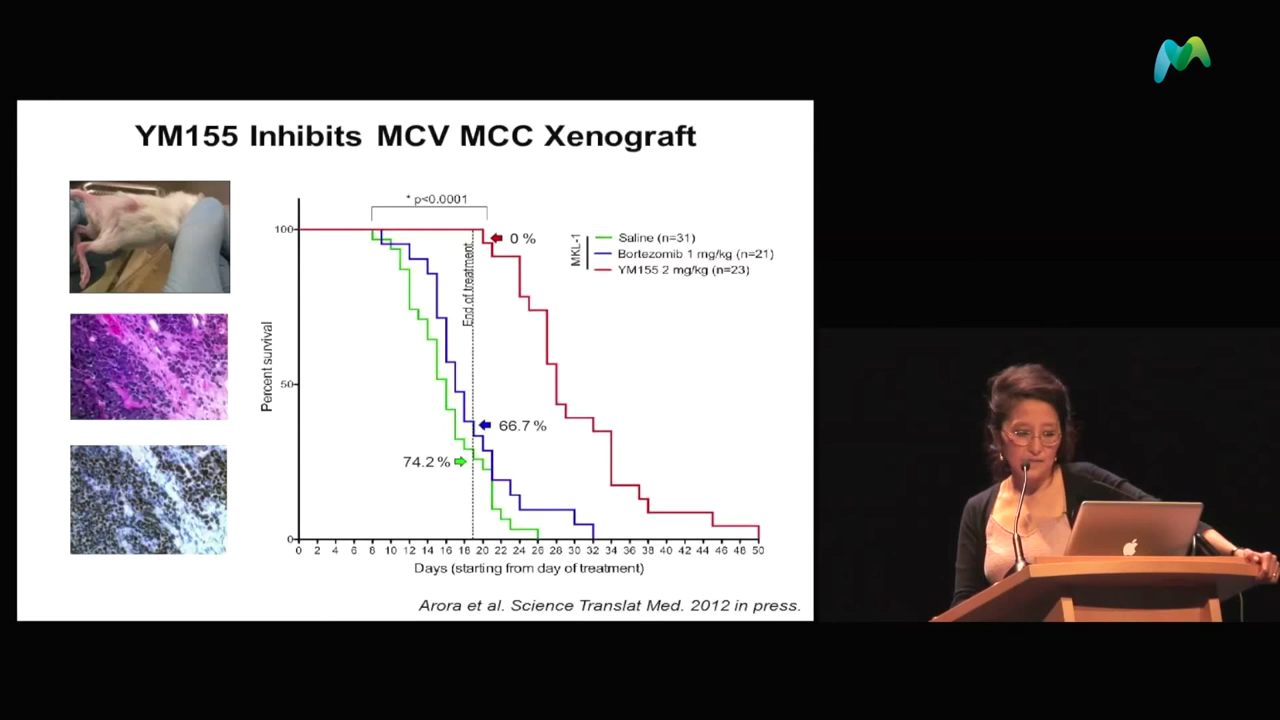 YM155 Inhibits MCV MCC Xenograft
* p<0.0001
100
50
0
Percent survival
End of treatment
0 %
66.7 %
74.2 %
MKL-1
Saline (n=31)
Bortezomib 1 mg/kg (n=21)
YM155 2 mg/kg (n=23)
0 2 4 6 8 10 12 14 16 18 20 22 24 26 28 30 32 34 36 38 40 42 44 46 48 50
Days (starting from day of treatment)
Arora et al. Science Translat Med. 2012 in press.